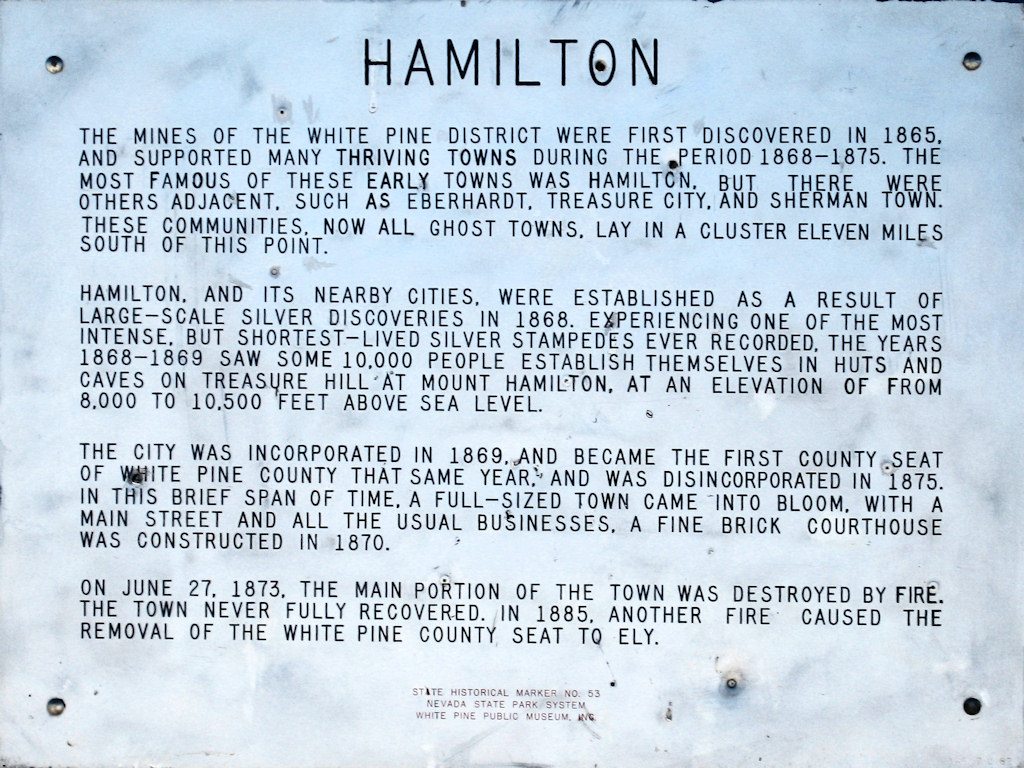 HAMILTON
THE MINES OF THE WHITE PINE DISTRICT WERE FIRST DISCOVERED IN 1865,
AND SUPPORTED MANY THRIVING TOWNS DURING THE PERIOD 1868-1875. THE
MOST FAMOUS OF THESE EARLY TOWNS WAS HAMILTON, BUT THERE WERE
OTHERS ADJACENT, SUCH AS EBERHARDT, TREASURE CITY, AND SHERMAN TOWN.
THESE COMMUNITIES, NOW ALL GHOST TOWNS, LAY IN A CLUSTER ELEVEN MILES
SOUTH OF THIS POINT.
HAMILTON, AND ITS NEARBY CITIES, WERE ESTABLISHED AS A RESULT OF
LARGE-SCALE SILVER DISCOVERIES IN 1868. EXPERIENCING ONE OF THE MOST
INTENSE, BUT SHORTEST-LIVED SILVER STAMPEDES EVER RECORDED, THE YEARS
1868-1869 SAW SOME 10,000 PEOPLE ESTABLISH THEMSELVES IN HUTS AND
CAVES ON TREASURE HILL AT MOUNT HAMILTON, AT AN ELEVATION OF FROM
8,000 TO 10,500 FEET ABOVE SEA LEVEL.
THE CITY WAS INCORPORATED IN 1869, AND BECAME THE FIRST COUNTY SEAT
OF WHITE PINE COUNTY THAT SAME YEAR, AND WAS DISINCORPORATED IN 1875.
IN THIS BRIEF SPAN OF TIME, A FULL-SIZED TOWN CAME INTO BLOOM, WITH A
MAIN STREET AND ALL THE USUAL BUSINESSES, A FINE BRICK COURTHOUSE
WAS CONSTRUCTED IN 1870.
ON JUNE 27, 1873, THE MAIN PORTION OF THE TOWN WAS DESTROYED BY FIRE.
THE TOWN NEVER FULLY RECOVERED. IN 1885, ANOTHER FIRE CAUSED THE
REMOVAL OF THE WHITE PINE COUNTY SEAT TO ELY.
STATE HISTORICAL MARKER NO. 53
NEVADA STATE PARK SYSTEM
WHITE PINE PUBLIC MUSEUM, INC.